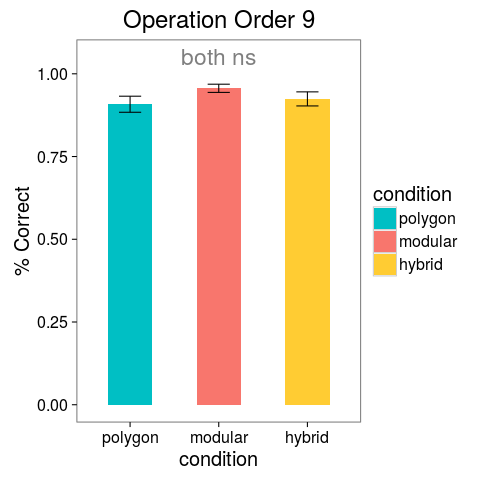 Operation Order 9
both ns
1.00
0.75
0.50
0.25
0.00
% Correct
polygon modular hybrid
condition
condition
polygon
modular
hybrid